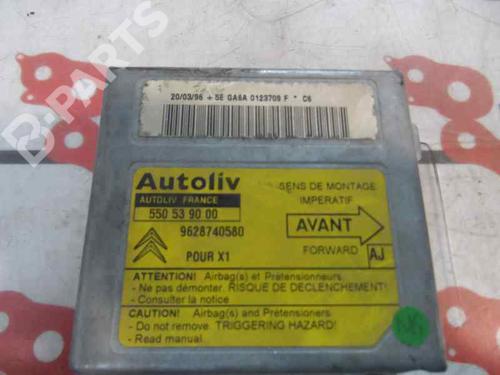 B-PARTS
20/03/96 + 5E GA6A 0123709 F * C6
Autoliv
AUTOLIV FRANCE
550 53 90 00
9628740580
POUR X1
SENS DE MONTAGE
IMPERATIF
AVANT
FORWARD
AJ
ATTENTION! Airbag(s) et Prétensionneurs.
- Ne pas démonter. RISQUE DE DECLENCHEMENT!
- Consulter la notice
CAUTION! Airbag(s) and Pretensioners
- Do not remove. TRIGGERING HAZARD!
- Read manual.